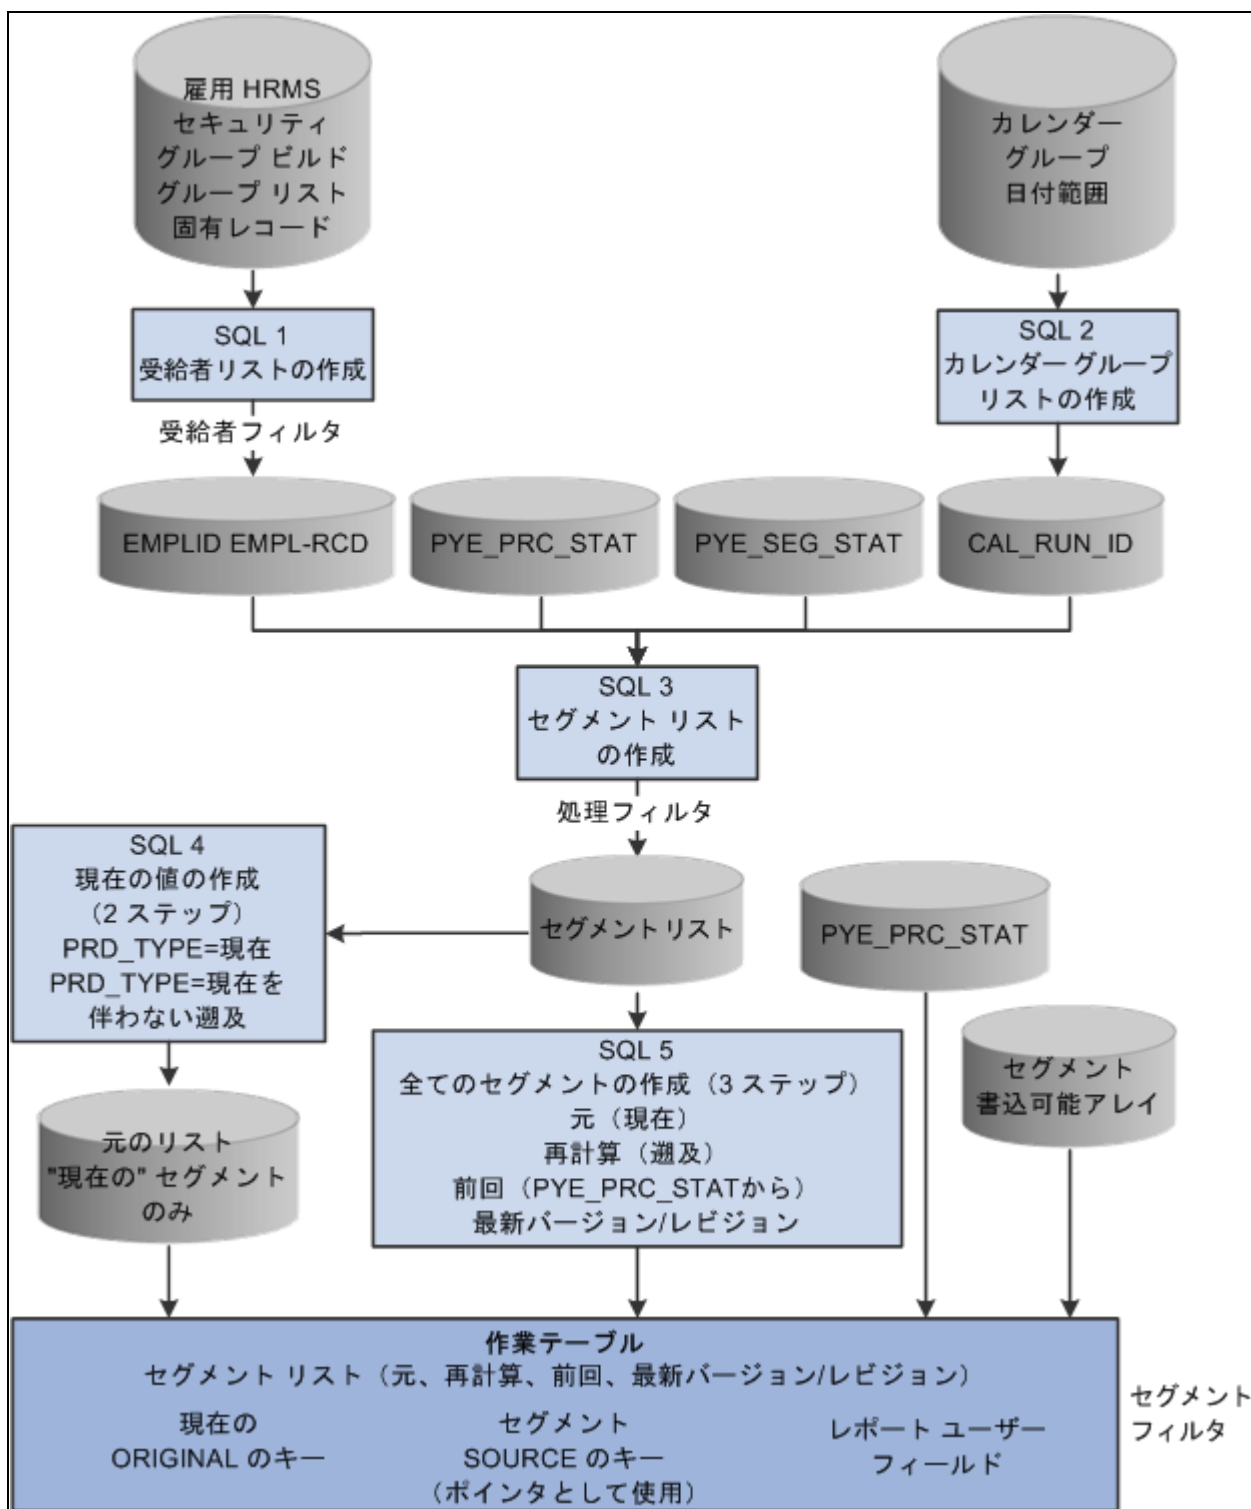 雇用 HRMS
セキュリティ
グループ ビルド
グループ リスト
固有レコード
カレンダー
グループ
日付範囲
SQL 1
受給者リストの作成
SQL 2
カレンダー グループ
リストの作成
受給者フィルタ
EMPLID EMPL-RCD
PYE_PRC_STAT
PYE_SEG_STAT
CAL_RUN_ID
SQL 3
セグメント リスト
の作成
処理フィルタ
SQL 4
現在の値の作成
（2 ステップ）
PRD_TYPE=現在
PRD_TYPE=現在を
伴わない遡及
セグメント リスト
PYE_PRC_STAT
SQL 5
全てのセグメントの作成（3 ステップ）
元（現在）
再計算（遡及）
前回（PYE_PRC_STATから）
最新バージョン/レビジョン
セグメント
書込可能アレイ
元のリスト
"現在の" セグメント
のみ
作業テーブル
セグメント リスト（元、再計算、前回、最新バージョン/レビジョン）
現在の
ORIGINAL のキー
セグメント
SOURCE のキー
（ポインタとして使用）
レポート ユーザー
フィールド
セグメント
フィルタ